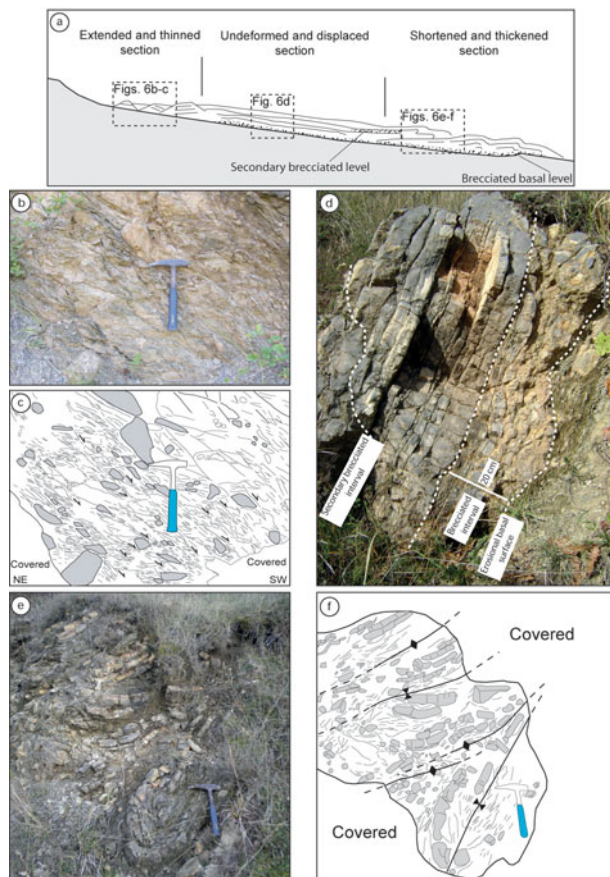 a
Extended and thinned
section
Undeformed and displaced
section
Shortened and thickened
section
Figs. 6b-c
Fig. 6d
Figs. 6e-f
Secondary brecciated level
Brecciated basal level
b
c
Covered
NE
Covered
SW
d
Secondary brecciated
interval
Brecciated
interval
20 cm
Erosional basal
surface
e
f
Covered
Covered